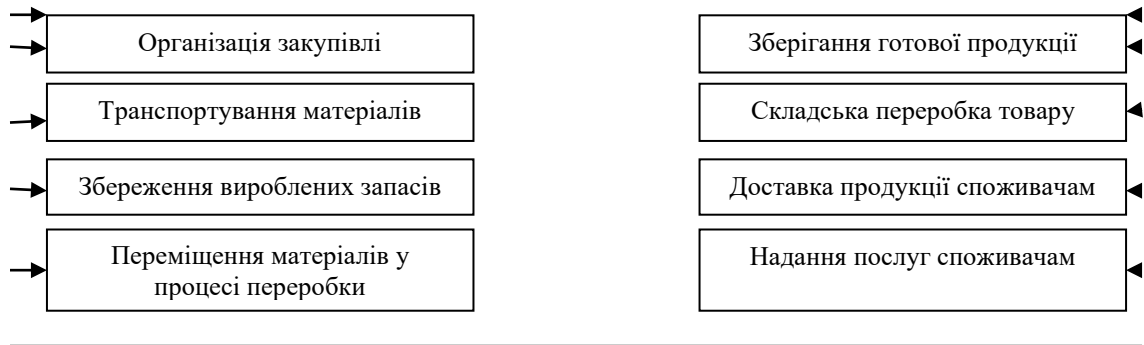 Організація закупівлі
Транспортування матеріалів
Збереження вироблених запасів
Переміщення матеріалів у
процесі переробки
Зберігання готової продукції
Складська переробка товару
Доставка продукції споживачам
Надання послуг споживачам